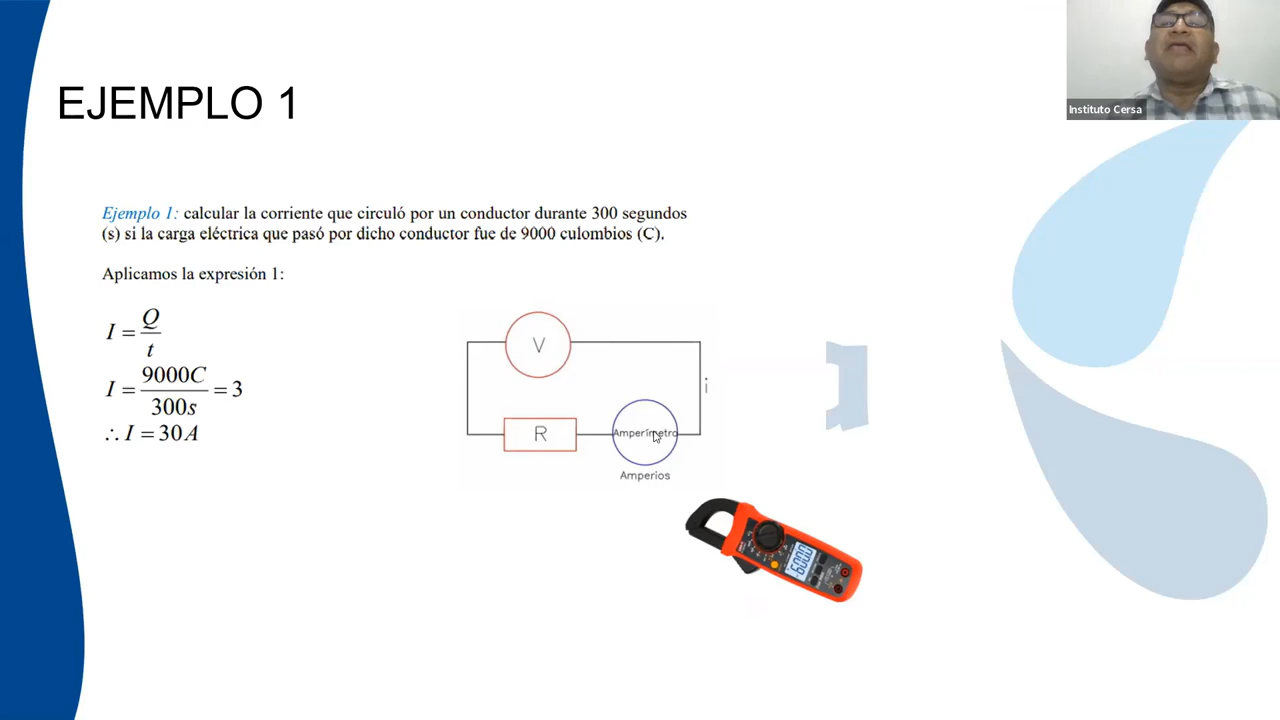 Instituto Cersa
EJEMPLO 1
Ejemplo 1: calcular la corriente que circuló por un conductor durante 300 segundos
(s) si la carga eléctrica que pasó por dicho conductor fue de 9000 culombios (C).
Aplicamos la expresión 1:
I = Q/t
I = 9000C/300s = 3
∴ I = 30A
V
i
R
Amperímetro
Amperios